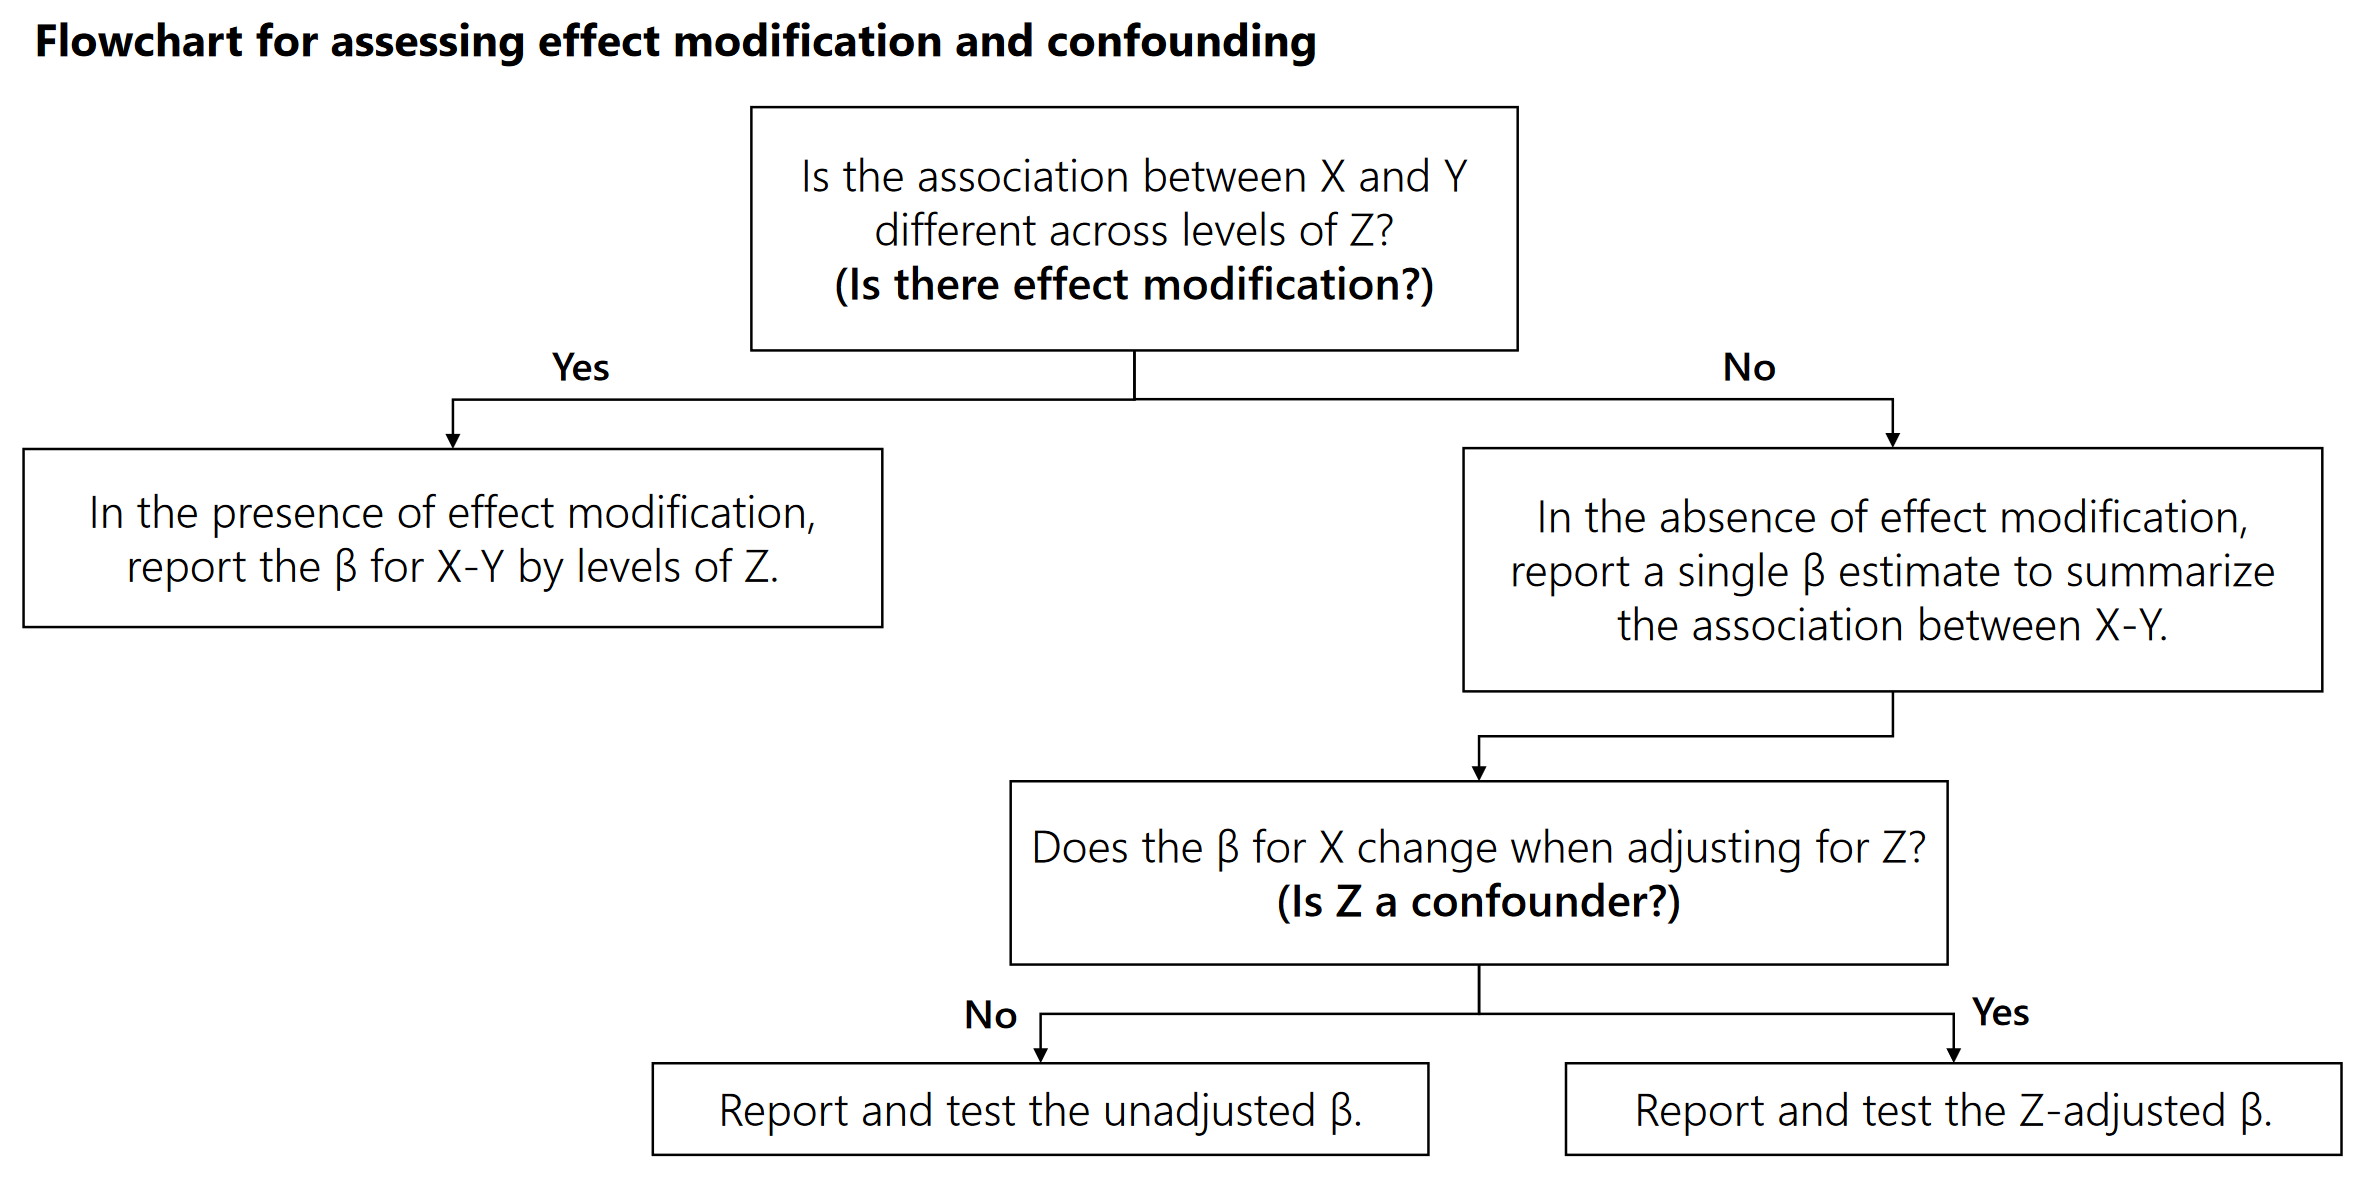 Flowchart for assessing effect modification and confounding
Is the association between X and Y
different across levels of Z?
(Is there effect modification?)
Yes
No
In the presence of effect modification,
report the β for X-Y by levels of Z.
In the absence of effect modification,
report a single β estimate to summarize
the association between X-Y.
Does the β for X change when adjusting for Z?
(Is Z a confounder?)
No
Yes
Report and test the unadjusted β.
Report and test the Z-adjusted β.